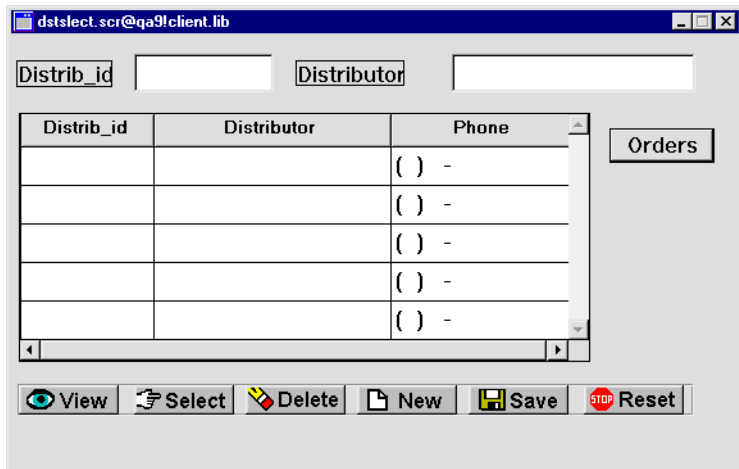 dstslect.scr@qa9!client.lib
Distrib_id Distributor
Distrib_id Distributor Phone
Orders
( ) -
( ) -
( ) -
( ) -
( ) -
View Select Delete New Save STOP Reset